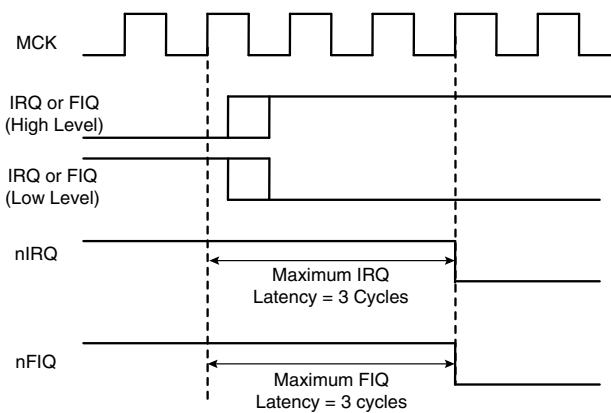 MCK
IRQ or FIQ
(High Level)
IRQ or FIQ
(Low Level)
nIRQ
Maximum IRQ
Latency = 3 Cycles
nFIQ
Maximum FIQ
Latency = 3 cycles